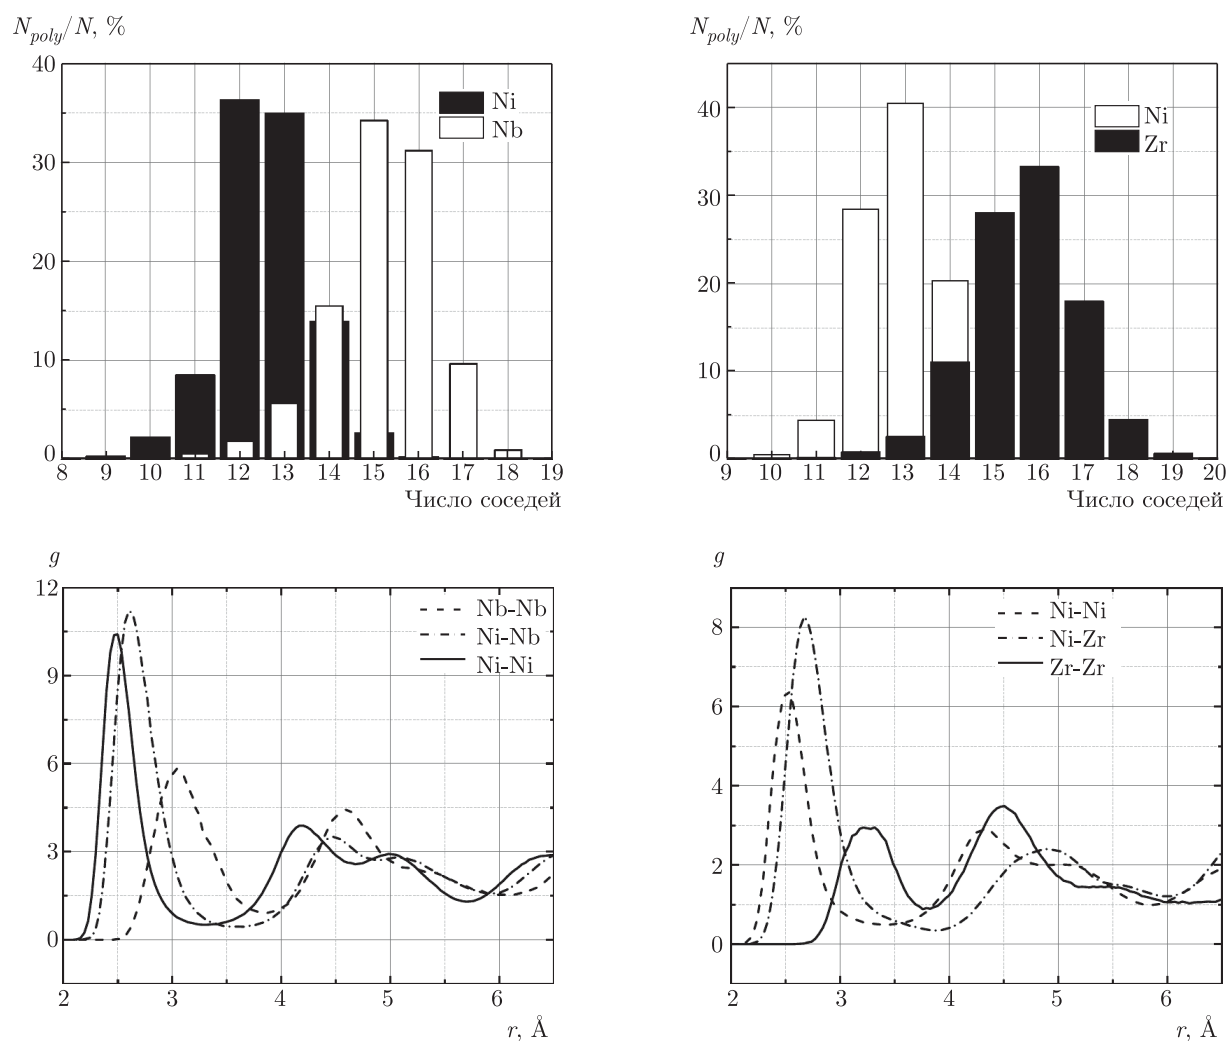 N_poly/N, %
40
30
20
10
0
8 9 10 11 12 13 14 15 16 17 18 19
Число соседей
Ni
Nb
N_poly/N, %
40
30
20
10
0
9 10 11 12 13 14 15 16 17 18 19 20
Число соседей
Ni
Zr
g
12
9
6
3
0
2 3 4 5 6
r, Å
Nb-Nb
Ni-Nb
Ni-Ni
g
8
6
4
2
0
2 3 4 5 6
r, Å
Ni-Ni
Ni-Zr
Zr-Zr